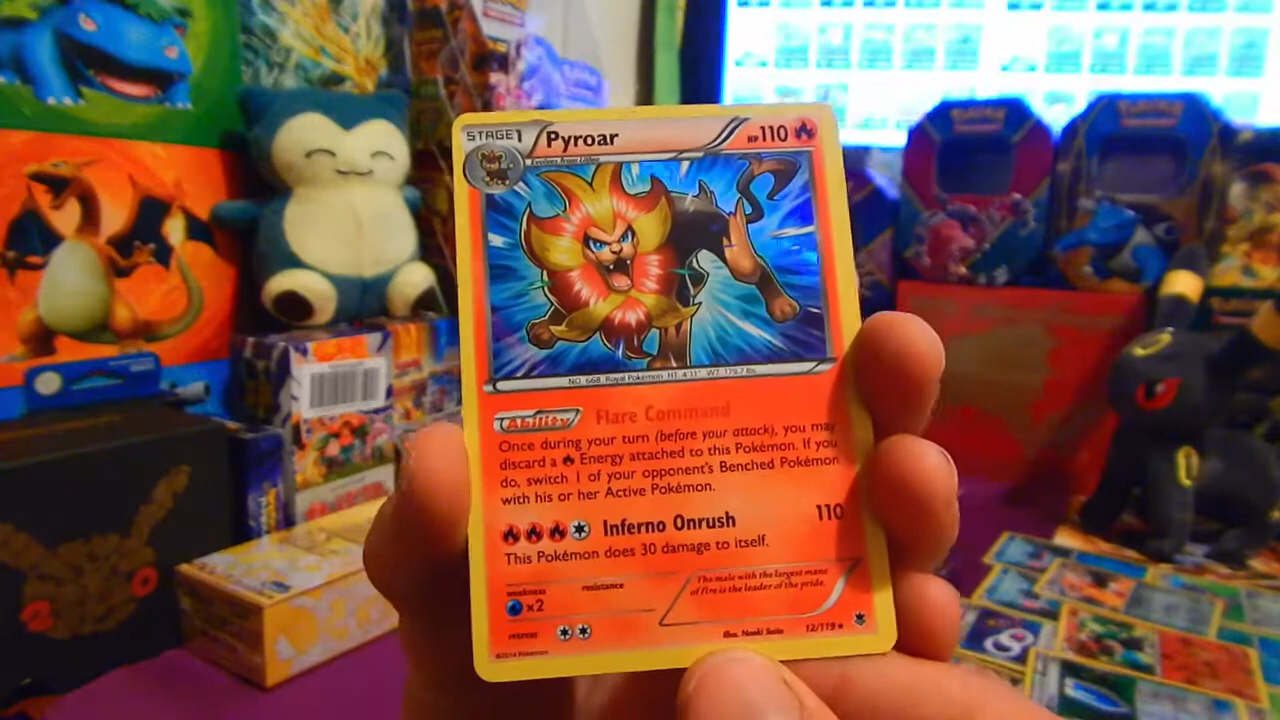 STAGE1 Pyroar HP110
Evolves from Litleo
NO. 668 Royal Pokémon HT. 4'11" WT. 179.7 lbs.
Ability Flare Command
Once during your turn (before your attack), you may
discard a Energy attached to this Pokémon. If you
do, switch 1 of your opponent's Benched Pokémon
with his or her Active Pokémon.
Inferno Onrush 110
This Pokémon does 30 damage to itself.
weakness resistance
×2
The male with the largest mane
of fire is the leader of the pride.
retreat
Illus. Naoki Saito 12/119 ★
©2014 Pokémon